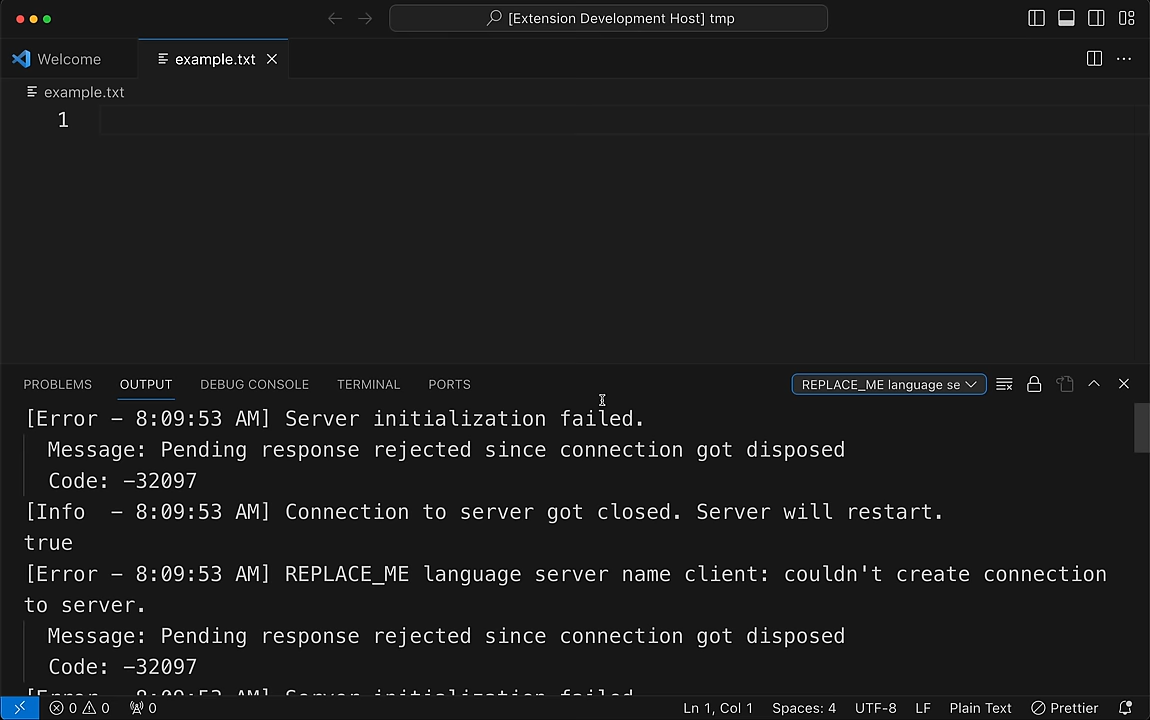 [Extension Development Host] tmp
Welcome
example.txt
example.txt
1
PROBLEMS OUTPUT DEBUG CONSOLE TERMINAL PORTS REPLACE_ME language se
[Error - 8:09:53 AM] Server initialization failed.
Message: Pending response rejected since connection got disposed
Code: -32097
[Info - 8:09:53 AM] Connection to server got closed. Server will restart.
true
[Error - 8:09:53 AM] REPLACE_ME language server name client: couldn't create connection
to server.
Message: Pending response rejected since connection got disposed
Code: -32097
[Error - 8:09:53 AM] Server initialization failed.
0 0 0 Ln 1, Col 1 Spaces: 4 UTF-8 LF Plain Text Prettier